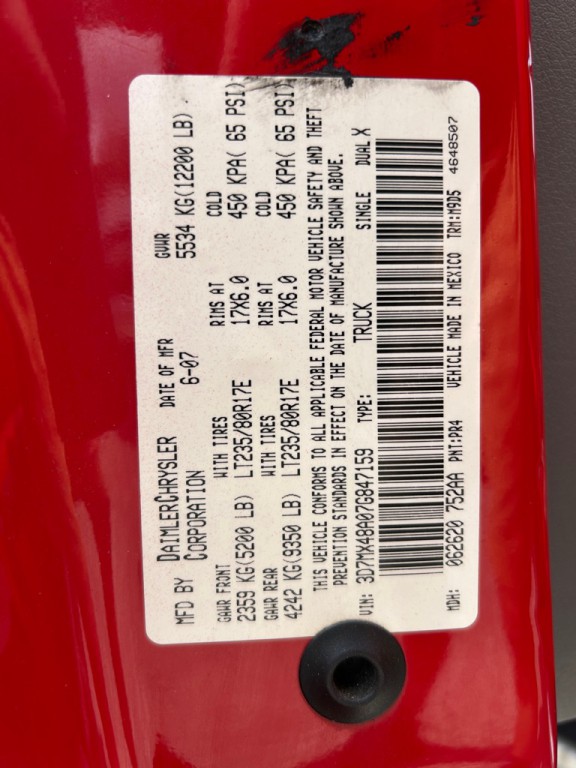 MFD BY DAIMLERCHRYSLER CORPORATION
DATE OF MFR 6-07
GVWR 5534 KG(12200 LB)
GAWR FRONT WITH TIRES RIMS AT COLD
2359 KG(5200 LB) LT235/80R17E 17X6.0 450 KPA( 65 PSI)
GAWR REAR WITH TIRES RIMS AT COLD
4242 KG(9350 LB) LT235/80R17E 17X6.0 450 KPA( 65 PSI)
THIS VEHICLE CONFORMS TO ALL APPLICABLE FEDERAL MOTOR VEHICLE SAFETY AND THEFT
PREVENTION STANDARDS IN EFFECT ON THE DATE OF MANUFACTURE SHOWN ABOVE.
VIN: 3D7MX48A07G847159 TYPE: TRUCK SINGLE DUAL X
MDH: 062620 752AA PNT:PR4 VEHICLE MADE IN MEXICO TRM:M9D5
4648507